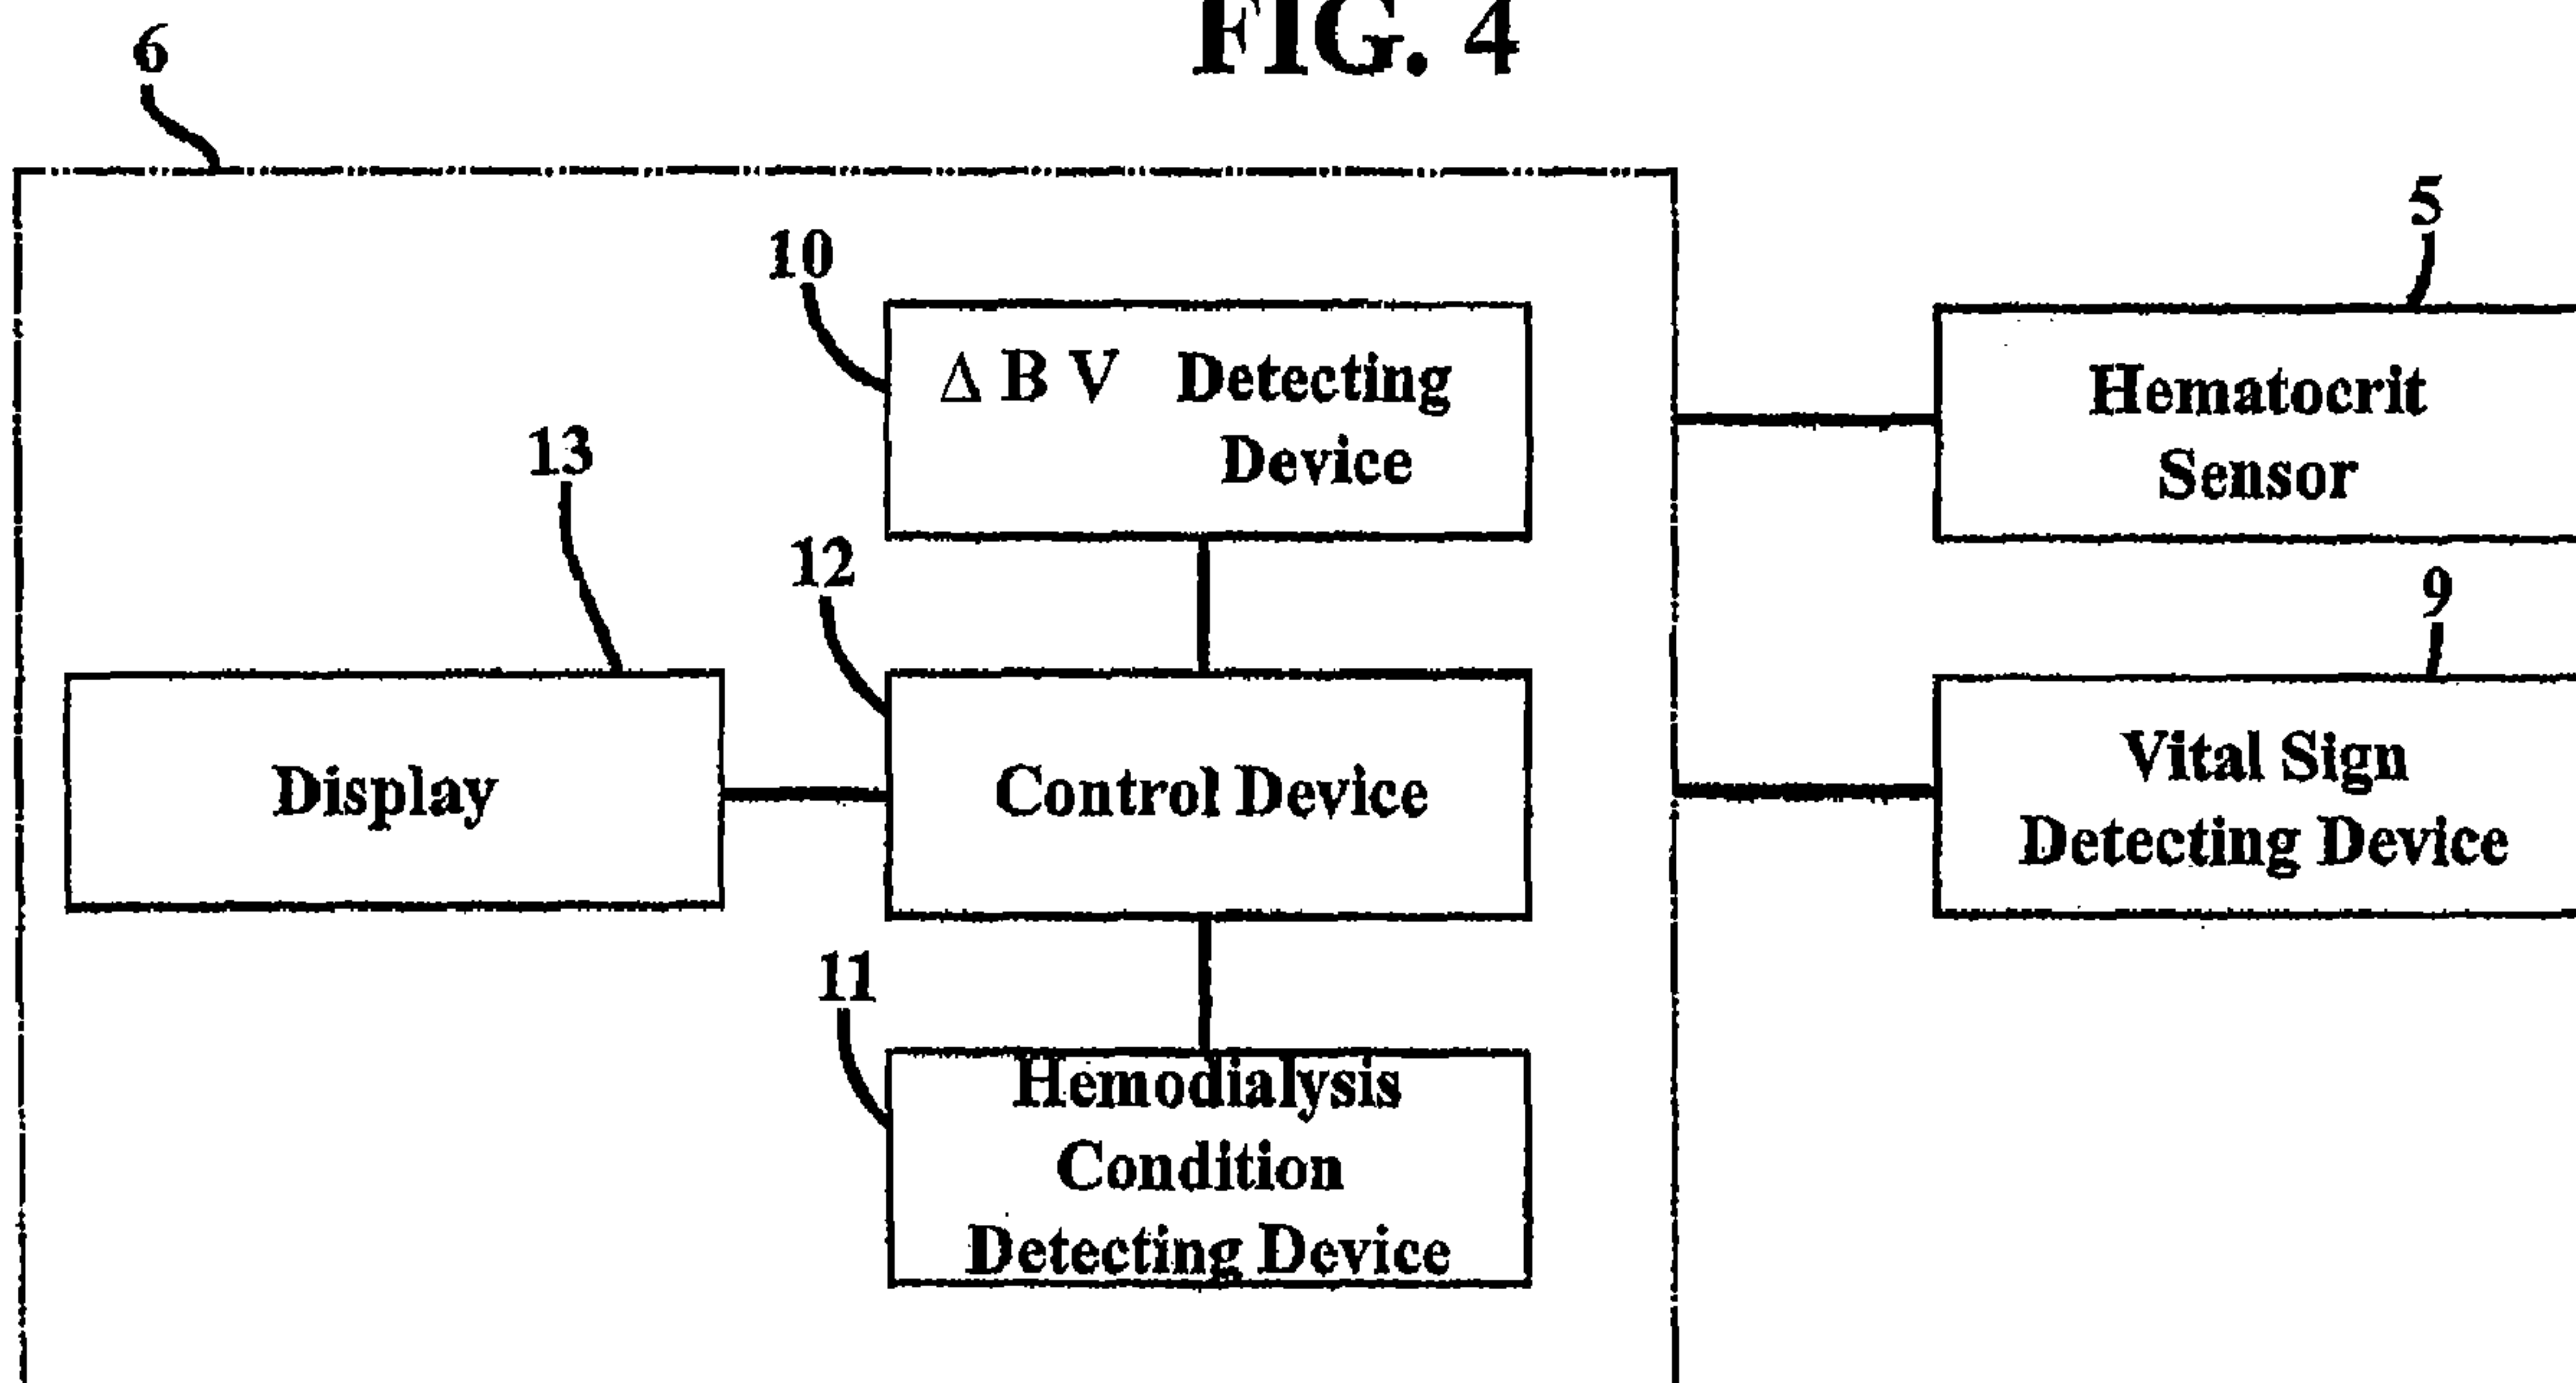 FIG. 4
6
10
Δ B V Detecting
Device
5
Hematocrit
Sensor
13
12
9
Display
Control Device
Vital Sign
Detecting Device
11
Hemodialysis
Condition
Detecting Device